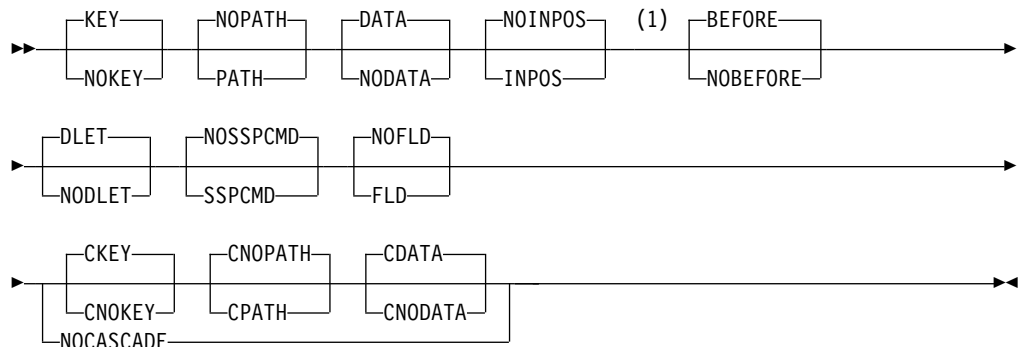 KEY NOPATH DATA NOINPOS (1) BEFORE
NOKEY PATH NODATA INPOS NOBEFORE
DLET NOSSPCMD NOFLD
NODLET SSPCMD FLD
CKEY CNOPATH CDATA
CNOKEY CPATH CNODATA
NOCASCADE